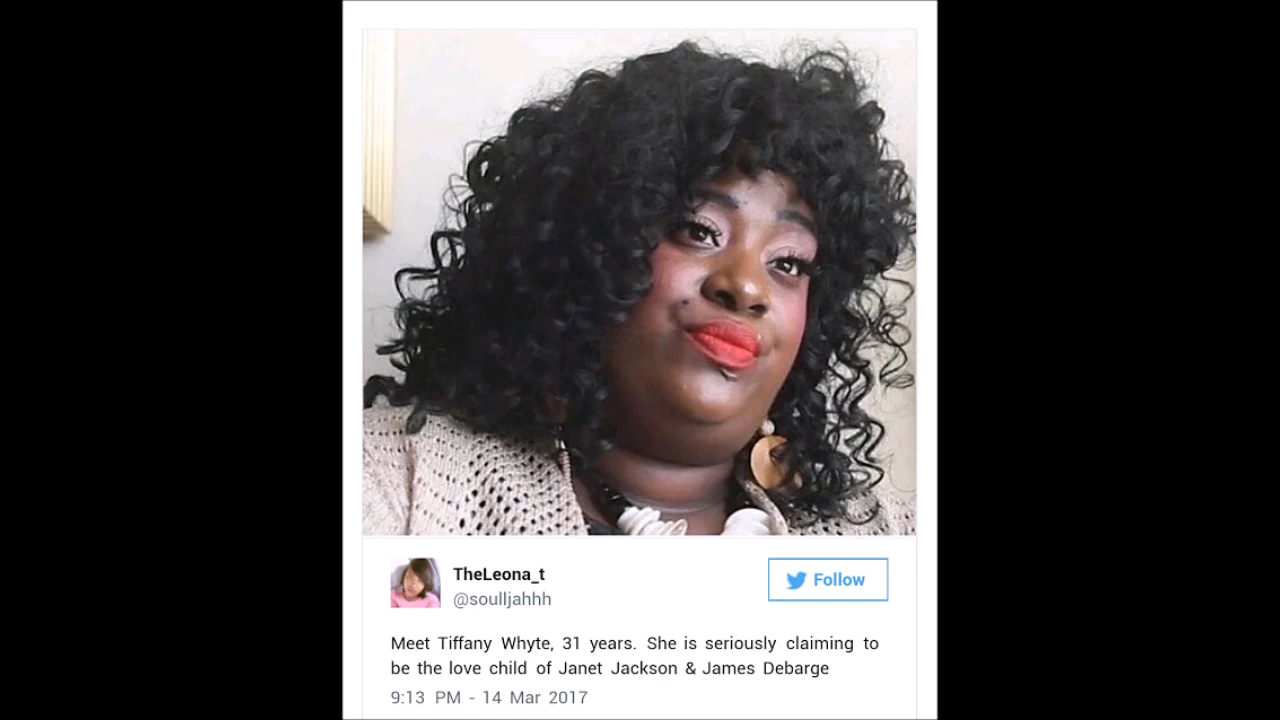 TheLeona_t
Follow
@soulljahhh
Meet Tiffany Whyte, 31 years. She is seriously claiming to
be the love child of Janet Jackson & James Debarge
9:13 PM - 14 Mar 2017